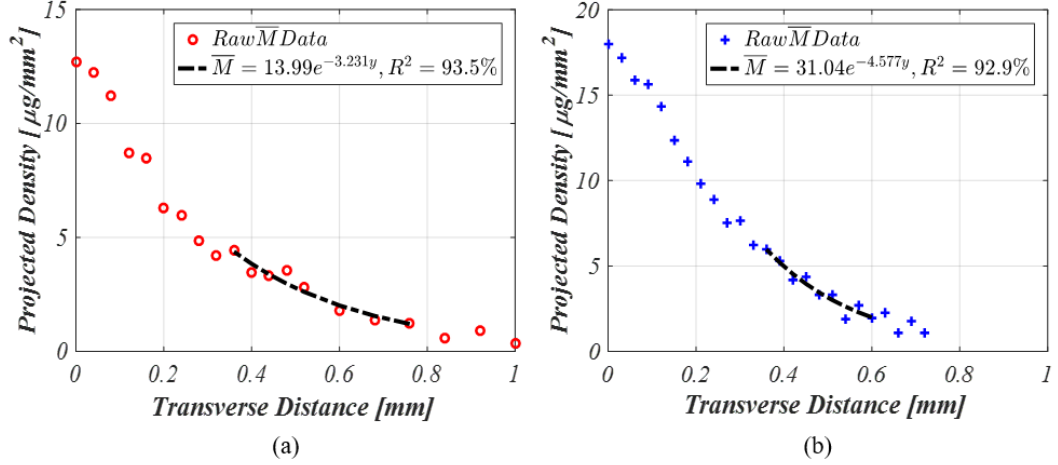 Projected Density [ μg/mm²]
15
10
5
0
Raw M̅ Data
M̅ = 13.99e^{−3.231y}, R² = 93.5%
0 0.2 0.4 0.6 0.8 1
Transverse Distance [mm]
(a)
Projected Density [ μg/mm²]
20
15
10
5
0
Raw M̅ Data
M̅ = 31.04e^{−4.577y}, R² = 92.9%
0 0.2 0.4 0.6 0.8 1
Transverse Distance [mm]
(b)